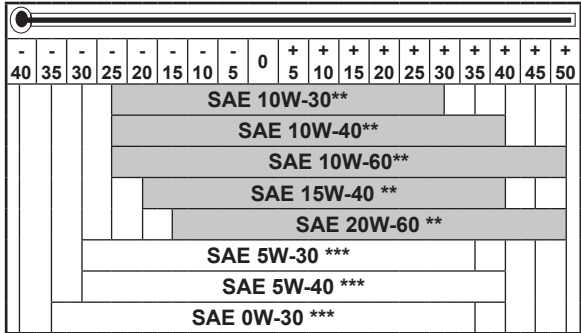 - - - - - - - - 0 + + + + + + + + + +
40 35 30 25 20 15 10 5 5 10 15 20 25 30 35 40 45 50
SAE 10W-30**
SAE 10W-40**
SAE 10W-60**
SAE 15W-40 **
SAE 20W-60 **
SAE 5W-30 ***
SAE 5W-40 ***
SAE 0W-30 ***